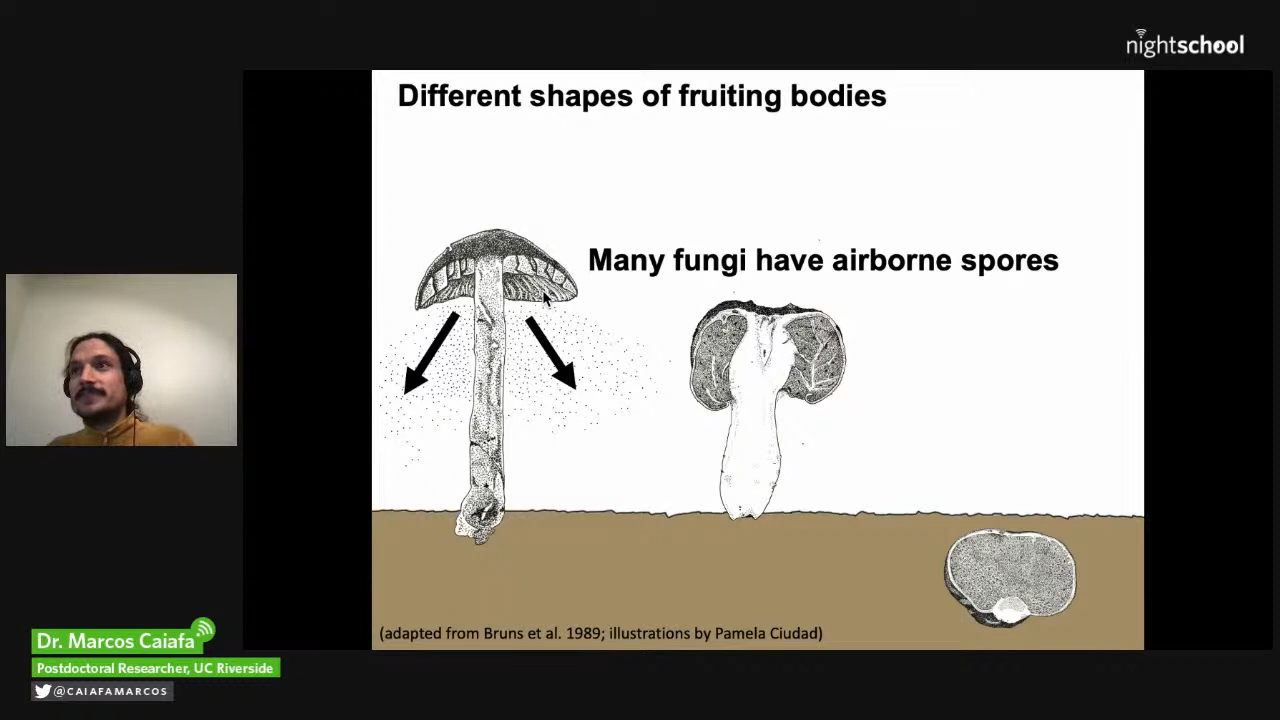 nightschool
Different shapes of fruiting bodies
Many fungi have airborne spores
(adapted from Bruns et al. 1989; illustrations by Pamela Ciudad)
Dr. Marcos Caiafa
Postdoctoral Researcher, UC Riverside
@CAIAFAMARCOS